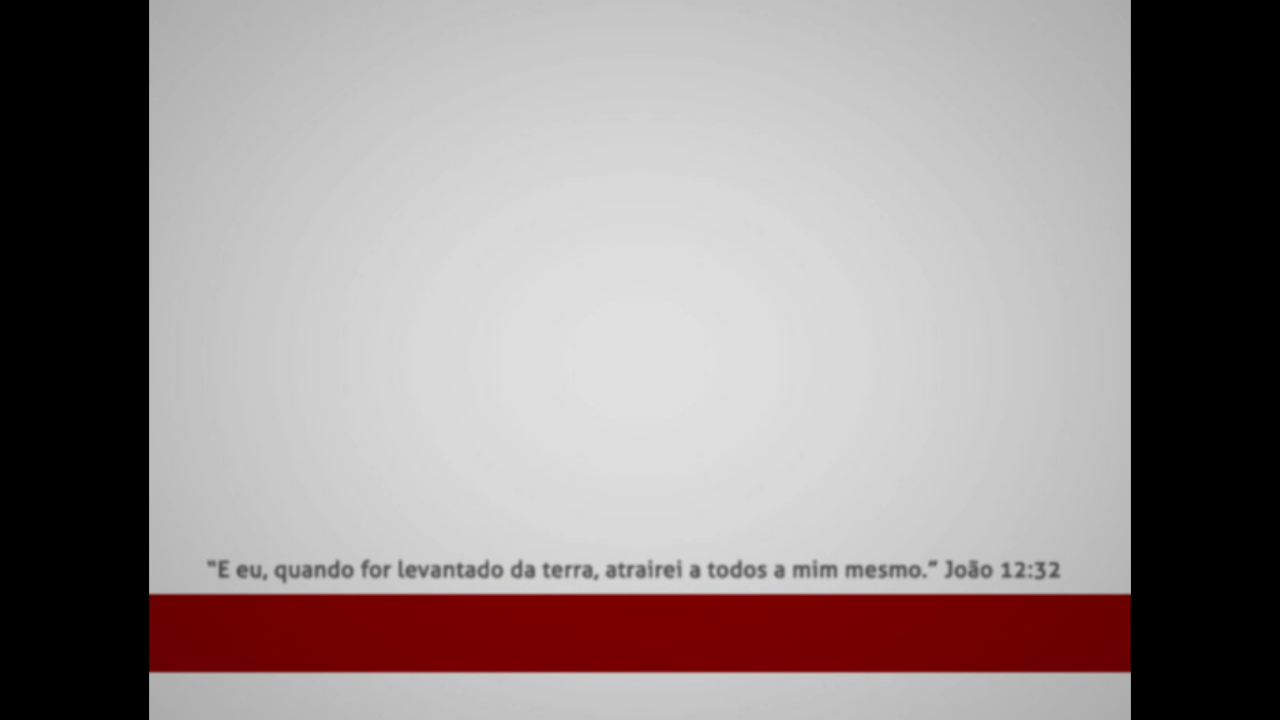 “E eu, quando for levantado da terra, atrairei a todos a mim mesmo.” João 12:32